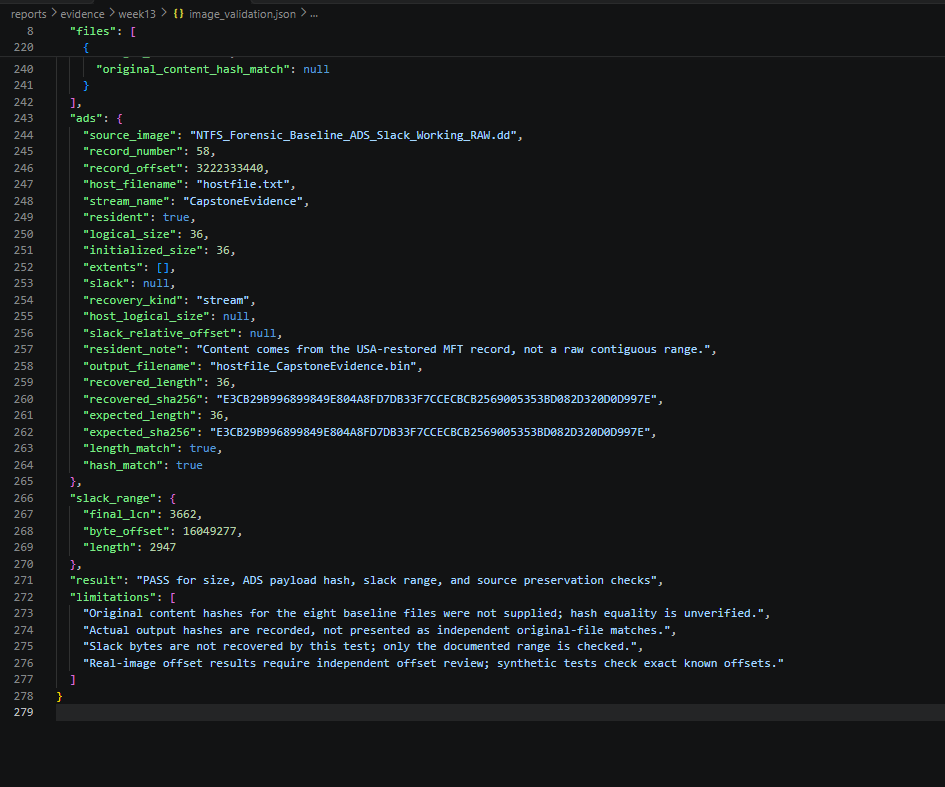 reports > evidence > week13 > {} image_validation.json > ...
8 "files": [
220 {
240 "original_content_hash_match": null
241 }
242 ],
243 "ads": {
244 "source_image": "NTFS_Forensic_Baseline_ADS_Slack_Working_RAW.dd",
245 "record_number": 58,
246 "record_offset": 3222333440,
247 "host_filename": "hostfile.txt",
248 "stream_name": "CapstoneEvidence",
249 "resident": true,
250 "logical_size": 36,
251 "initialized_size": 36,
252 "extents": [],
253 "slack": null,
254 "recovery_kind": "stream",
255 "host_logical_size": null,
256 "slack_relative_offset": null,
257 "resident_note": "Content comes from the USA-restored MFT record, not a raw contiguous range.",
258 "output_filename": "hostfile_CapstoneEvidence.bin",
259 "recovered_length": 36,
260 "recovered_sha256": "E3CB29B996899849E804A8FD7DB33F7CCECBCB2569005353BD082D320D0D997E",
261 "expected_length": 36,
262 "expected_sha256": "E3CB29B996899849E804A8FD7DB33F7CCECBCB2569005353BD082D320D0D997E",
263 "length_match": true,
264 "hash_match": true
265 },
266 "slack_range": {
267 "final_lcn": 3662,
268 "byte_offset": 16049277,
269 "length": 2947
270 },
271 "result": "PASS for size, ADS payload hash, slack range, and source preservation checks",
272 "limitations": [
273 "Original content hashes for the eight baseline files were not supplied; hash equality is unverified.",
274 "Actual output hashes are recorded, not presented as independent original-file matches.",
275 "Slack bytes are not recovered by this test; only the documented range is checked.",
276 "Real-image offset results require independent offset review; synthetic tests check exact known offsets."
277 ]
278 }
279